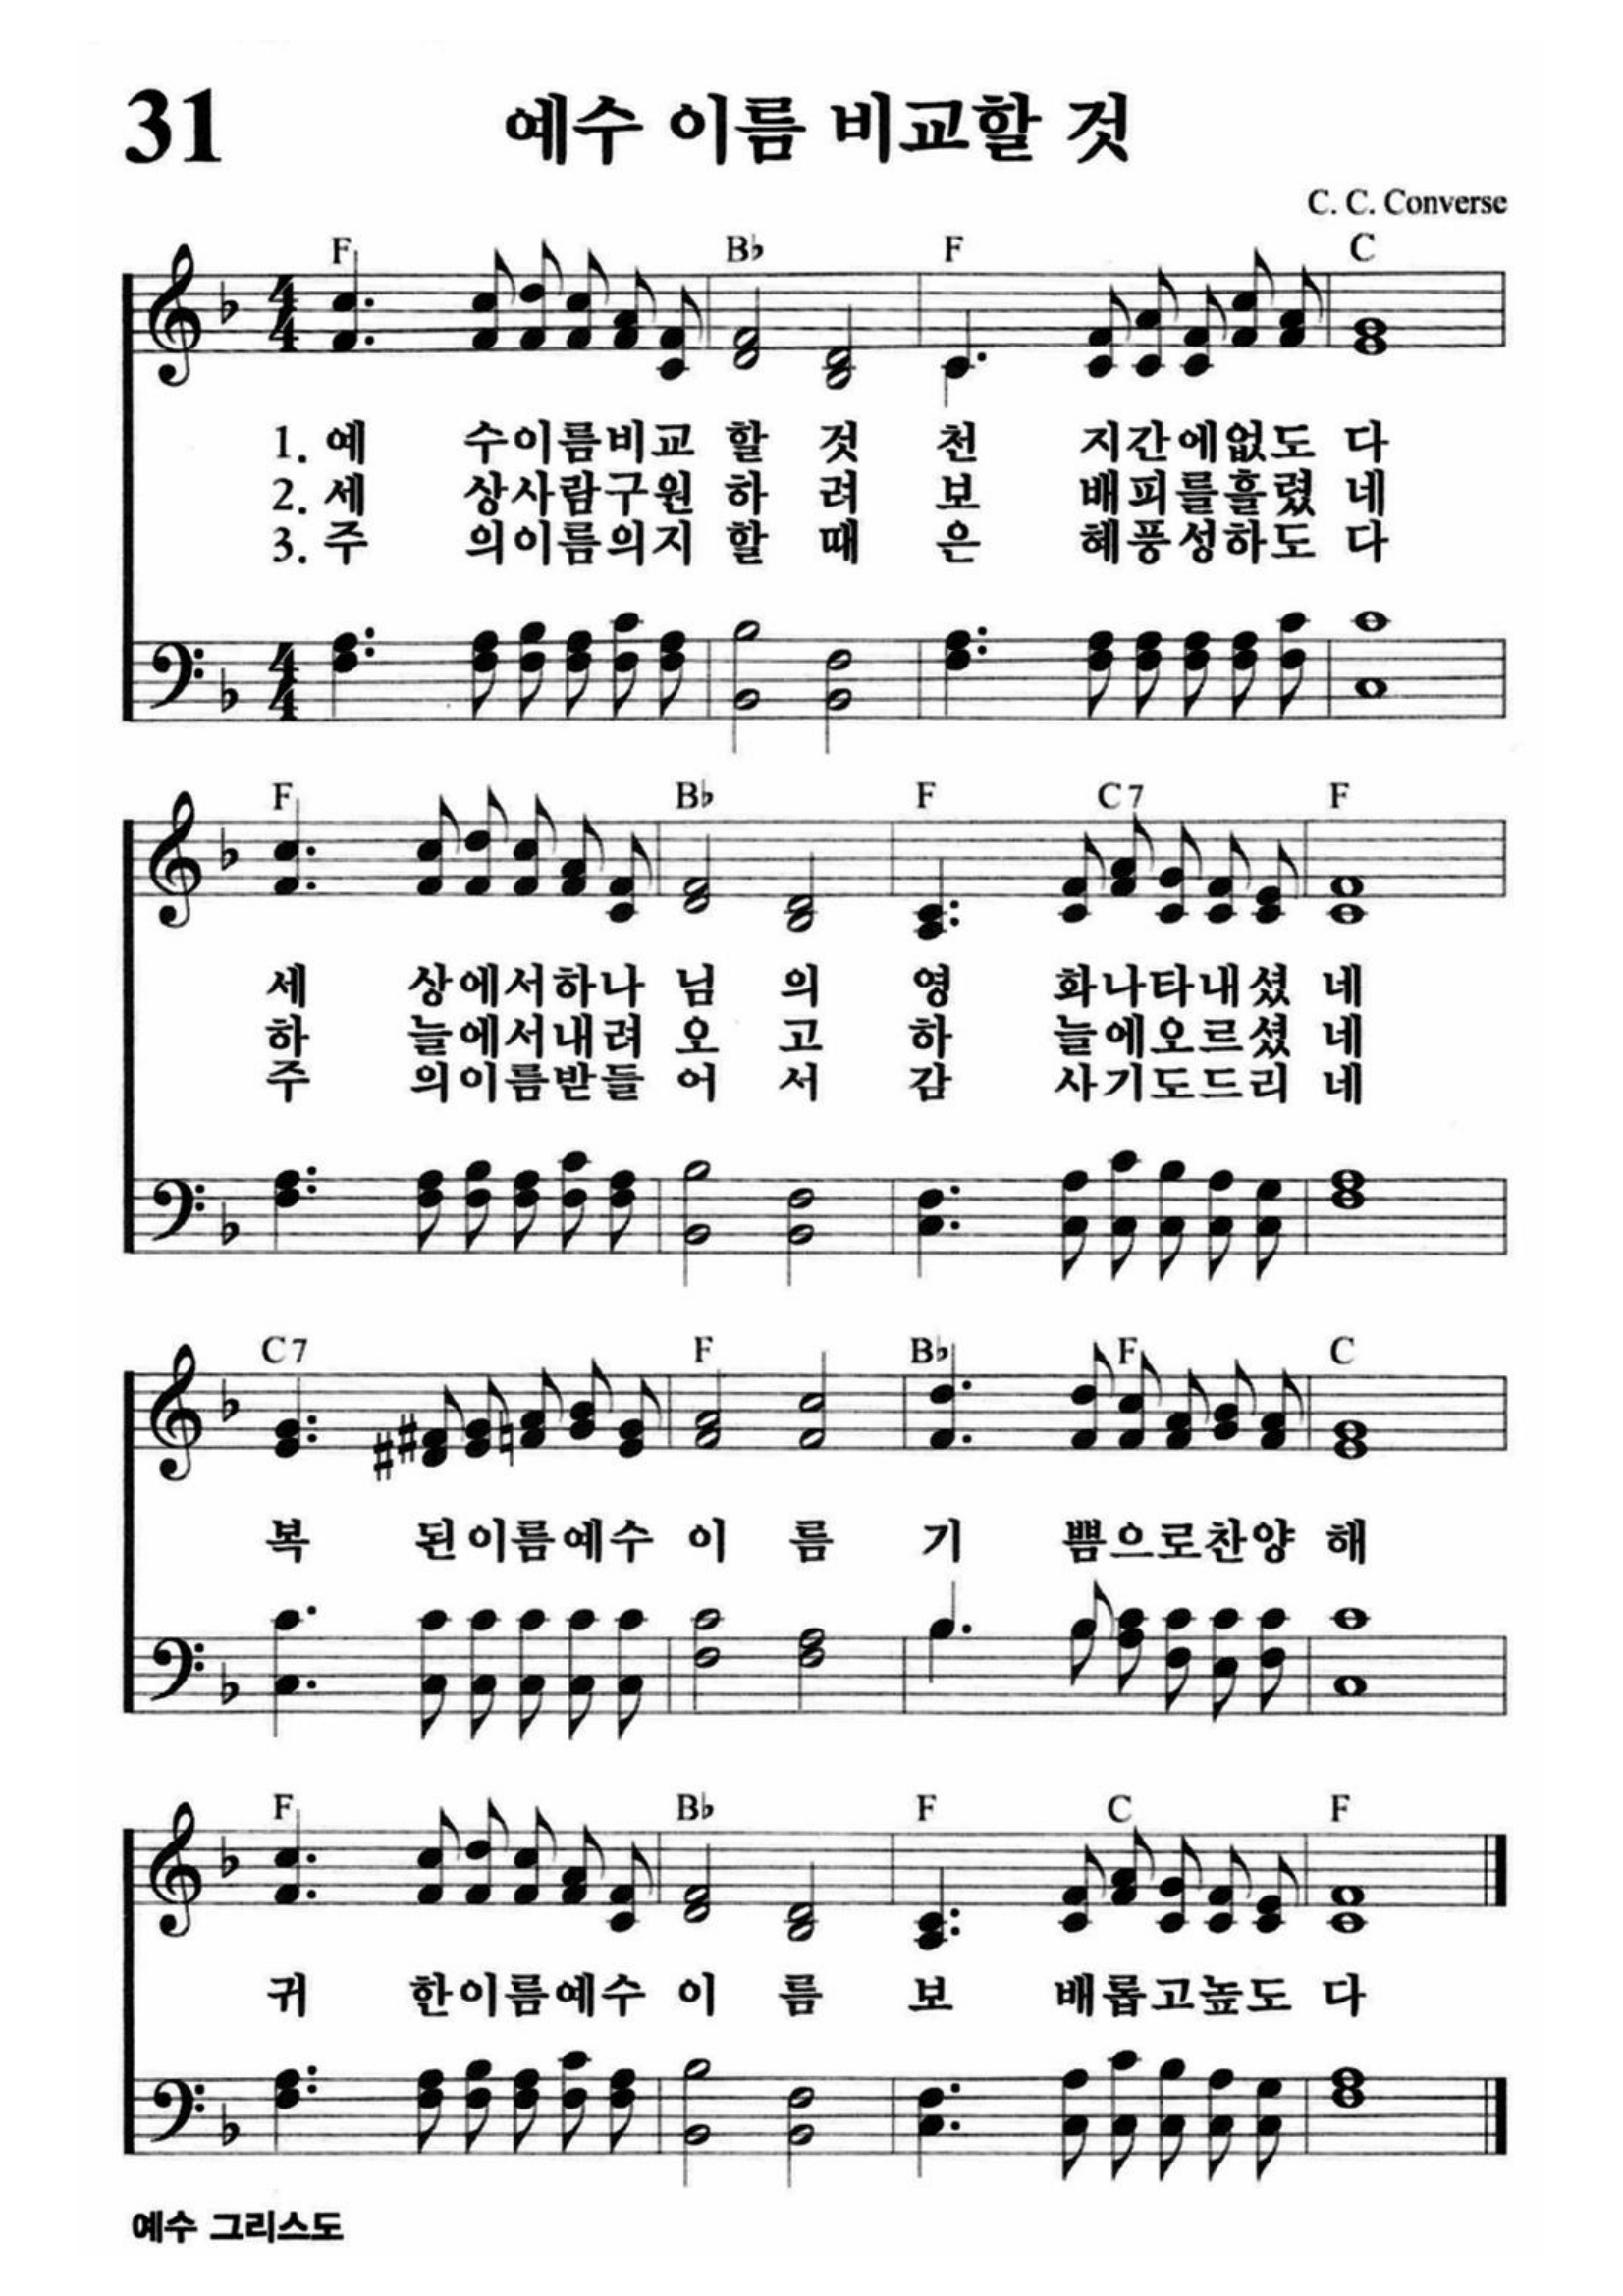 31 예수 이름 비교할 것
C. C. Converse
F B♭ F C
1. 예 수이름비교 할 것 천 지간에없도 다
2. 세 상사람구원 하 려 보 배피를흘렸 네
3. 주 의이름의지 할 때 은 혜풍성하도 다
F B♭ F C7 F
세 상에서하나 님 의 영 화나타내셨 네
하 늘에서내려 오 고 하 늘에오르셨 네
주 의이름받들 어 서 감 사기도드리 네
C7 F B♭ F C
복 된이름예수 이 름 기 쁨으로찬양 해
F B♭ F C F
귀 한이름예수 이 름 보 배롭고높도 다
예수 그리스도